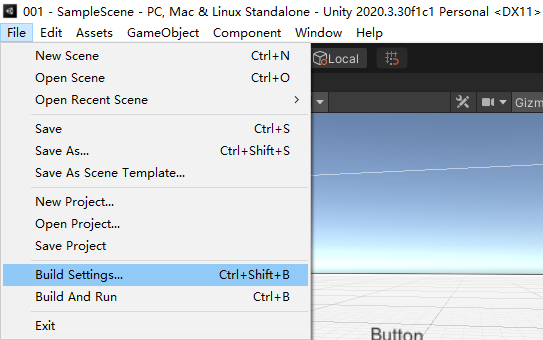 001 - SampleScene - PC, Mac & Linux Standalone - Unity 2020.3.30f1c1 Personal <DX11>
File Edit Assets GameObject Component Window Help
New Scene Ctrl+N
Local
Open Scene Ctrl+O
Open Recent Scene
Gizm
Save Ctrl+S
Save As... Ctrl+Shift+S
Save As Scene Template...
New Project...
Open Project...
Save Project
Build Settings... Ctrl+Shift+B
Build And Run Ctrl+B
Exit
Button